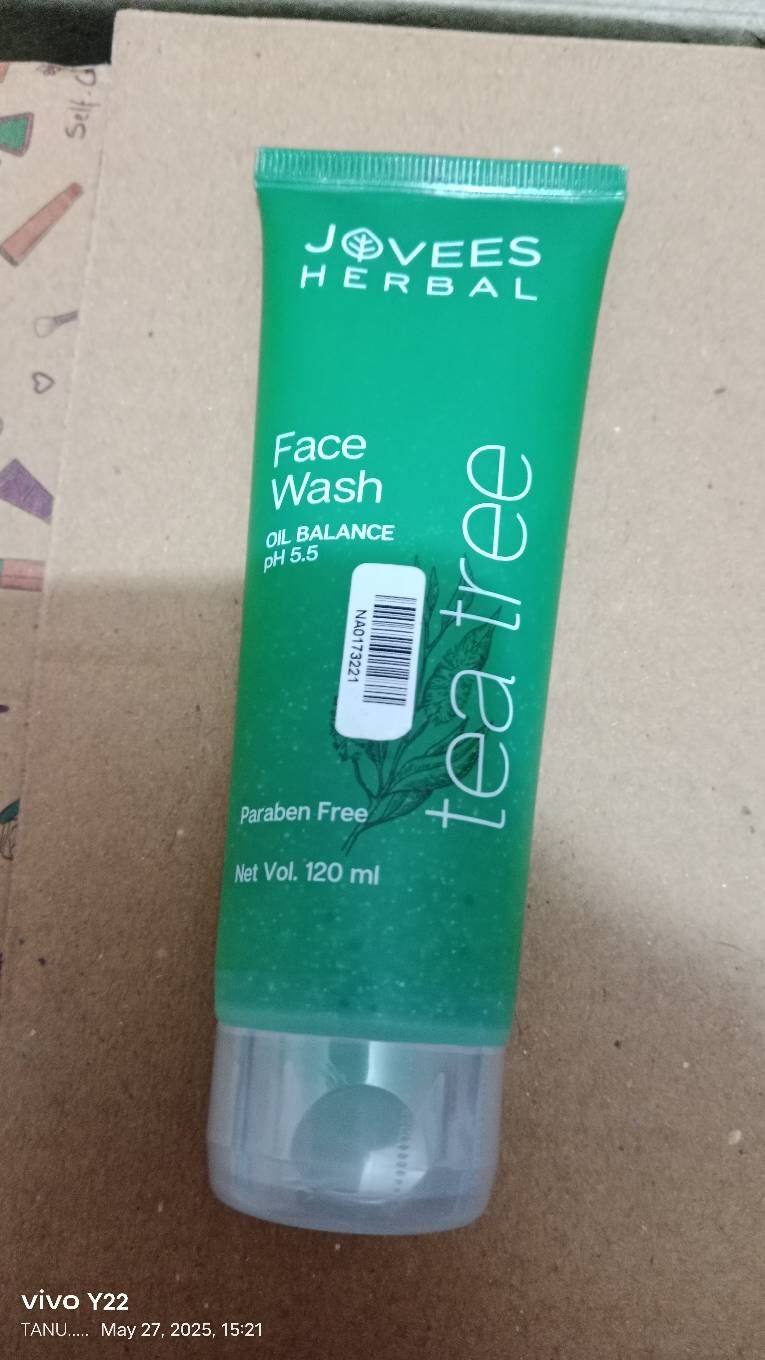 Self-
JOVEES
HERBAL
Face
Wash
OIL BALANCE
pH 5.5
tea tree
NA0173221
Paraben Free
Net Vol. 120 ml
vivo Y22
TANU..... May 27, 2025, 15:21